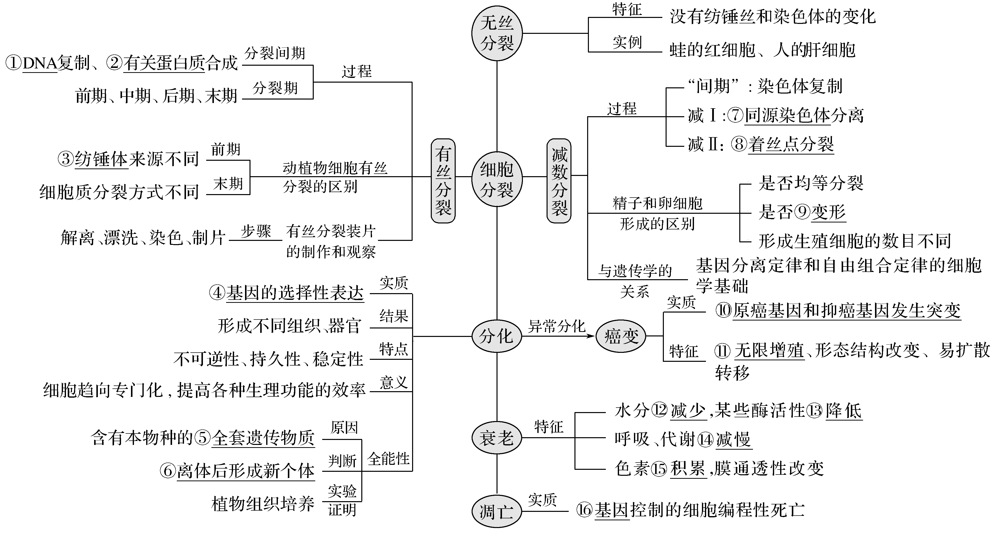 无丝
分裂
特征
没有纺锤丝和染色体的变化
实例
蛙的红细胞、人的肝细胞
①DNA复制、②有关蛋白质合成
分裂间期
前期、中期、后期、末期
分裂期
过程
③纺锤体来源不同
前期
细胞质分裂方式不同
末期
动植物细胞有丝
分裂的区别
解离、漂洗、染色、制片
步骤
有丝分裂装片
的制作和观察
有丝分裂
细胞
分裂
减数分裂
过程
“间期”:染色体复制
减Ⅰ:⑦同源染色体分离
减Ⅱ:⑧着丝点分裂
精子和卵细胞
形成的区别
是否均等分裂
是否⑨变形
形成生殖细胞的数目不同
与遗传学的
关系
基因分离定律和自由组合定律的细胞
学基础
④基因的选择性表达
实质
形成不同组织、器官
结果
不可逆性、持久性、稳定性
特点
细胞趋向专门化,提高各种生理功能的效率
意义
含有本物种的⑤全套遗传物质
原因
⑥离体后形成新个体
判断
植物组织培养
实验
证明
全能性
分化
异常分化
癌变
实质
⑩原癌基因和抑癌基因发生突变
特征
⑪无限增殖、形态结构改变、易扩散
转移
衰老
特征
水分⑫减少,某些酶活性⑬降低
呼吸、代谢⑭减慢
色素⑮积累,膜通透性改变
凋亡
实质
⑯基因控制的细胞编程性死亡